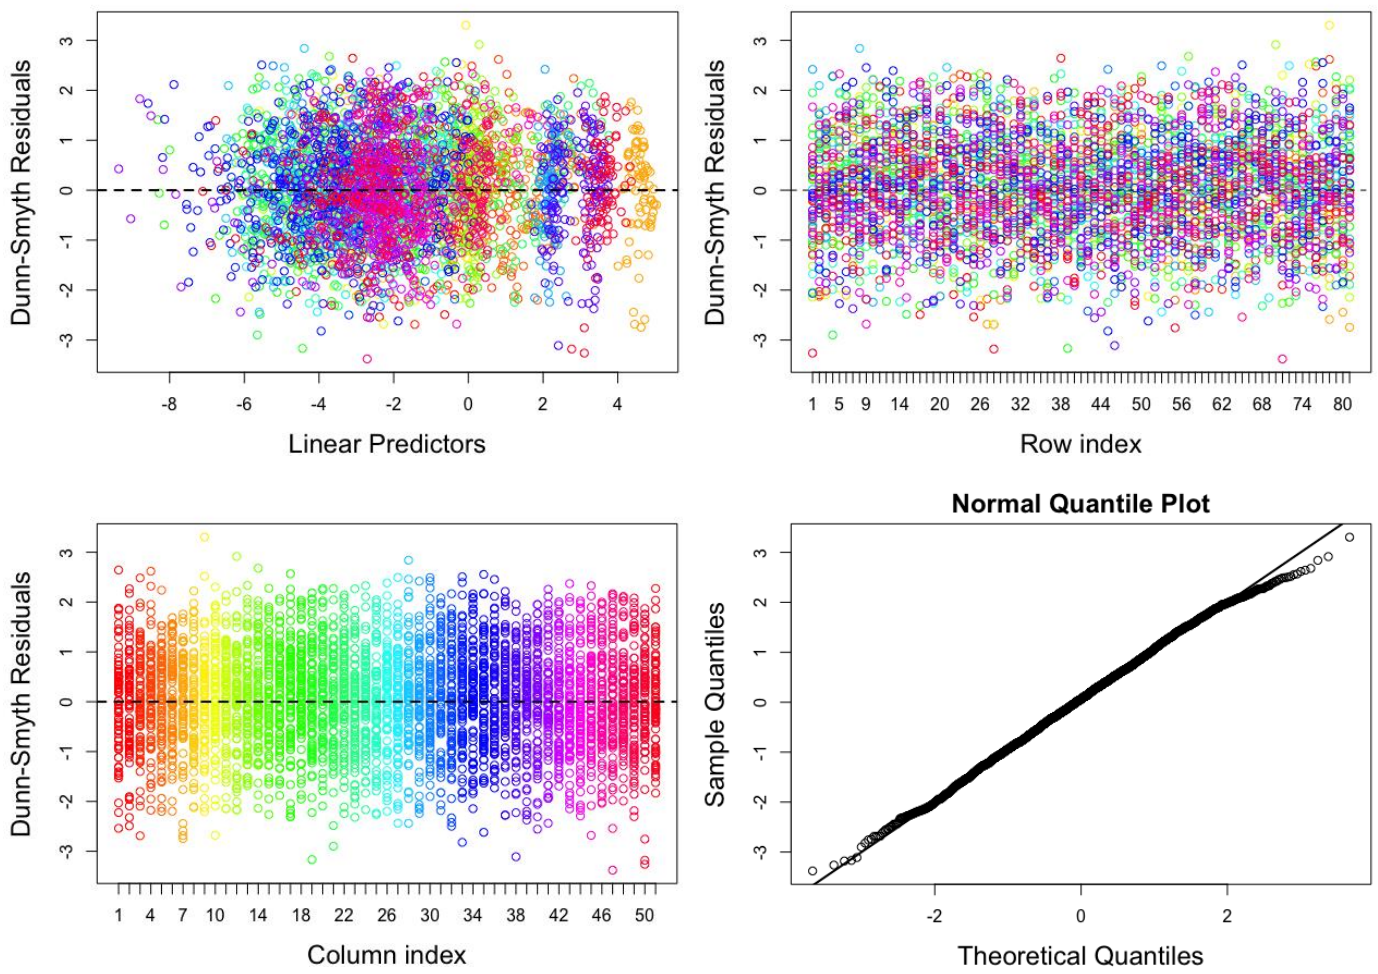 Dunn-Smyth Residuals
3
2
1
0
-1
-2
-3
-8 -6 -4 -2 0 2 4
Linear Predictors
Dunn-Smyth Residuals
3
2
1
0
-1
-2
-3
1 5 9 14 20 26 32 38 44 50 56 62 68 74 80
Row index
Dunn-Smyth Residuals
3
2
1
0
-1
-2
-3
1 4 7 10 14 18 22 26 30 34 38 42 46 50
Column index
Normal Quantile Plot
Sample Quantiles
3
2
1
0
-1
-2
-3
-2 0 2
Theoretical Quantiles